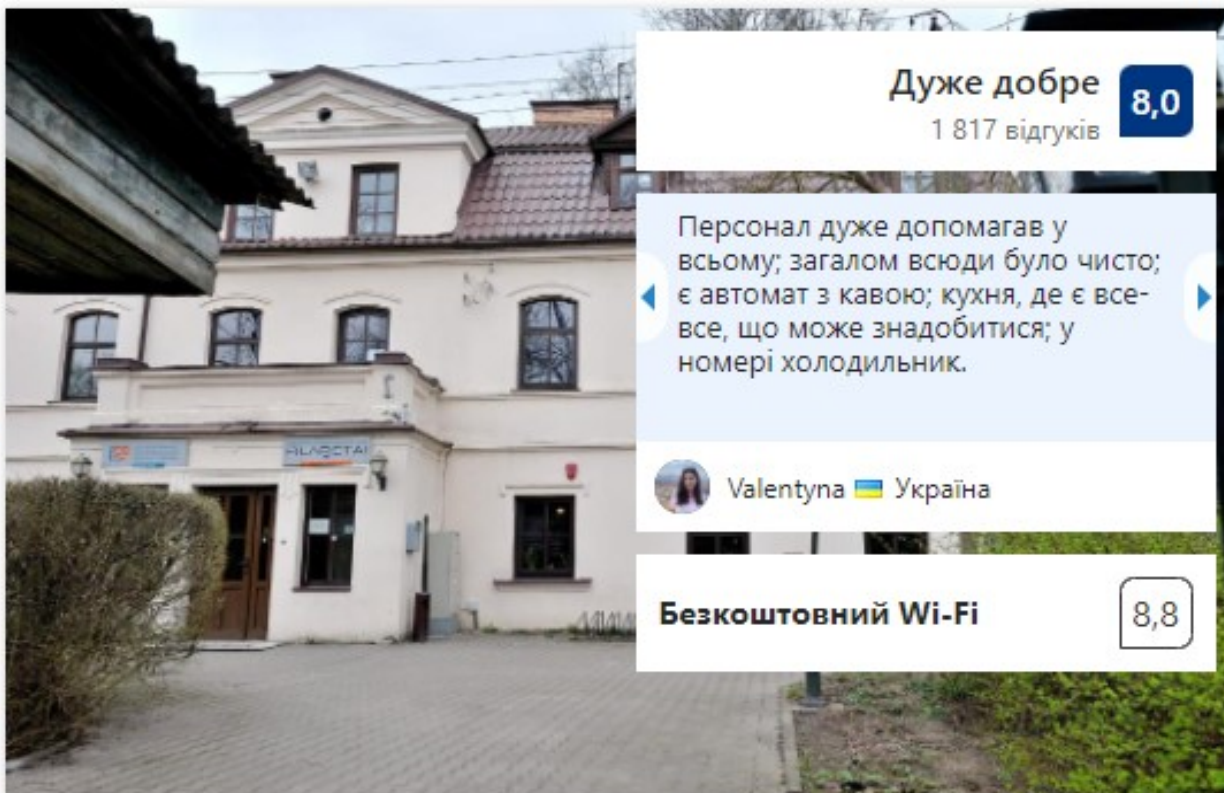 Дуже добре
8,0
1 817 відгуків
Персонал дуже допомагав у
всьому; загалом всюди було чисто;
є автомат з кавою; кухня, де є все-
все, що може знадобитися; у
номері холодильник.
Valentyna Україна
Безкоштовний Wi-Fi
8,8